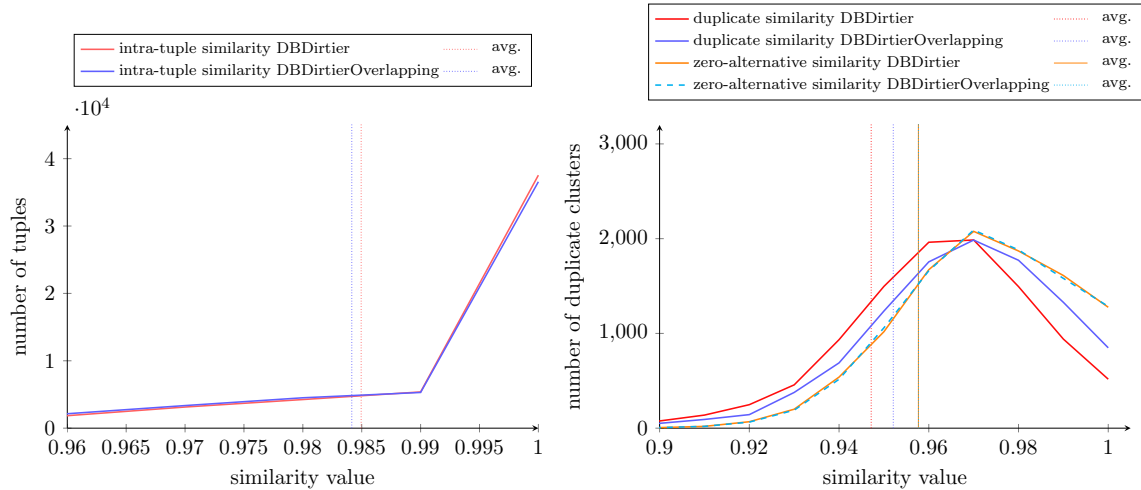 intra-tuple similarity DBDirtier avg.
intra-tuple similarity DBDirtierOverlapping avg.
·10^4
4
3
2
1
0
number of tuples
0.96 0.965 0.97 0.975 0.98 0.985 0.99 0.995 1
similarity value
duplicate similarity DBDirtier avg.
duplicate similarity DBDirtierOverlapping avg.
zero-alternative similarity DBDirtier avg.
zero-alternative similarity DBDirtierOverlapping avg.
3,000
2,000
1,000
0
number of duplicate clusters
0.9 0.92 0.94 0.96 0.98 1
similarity value